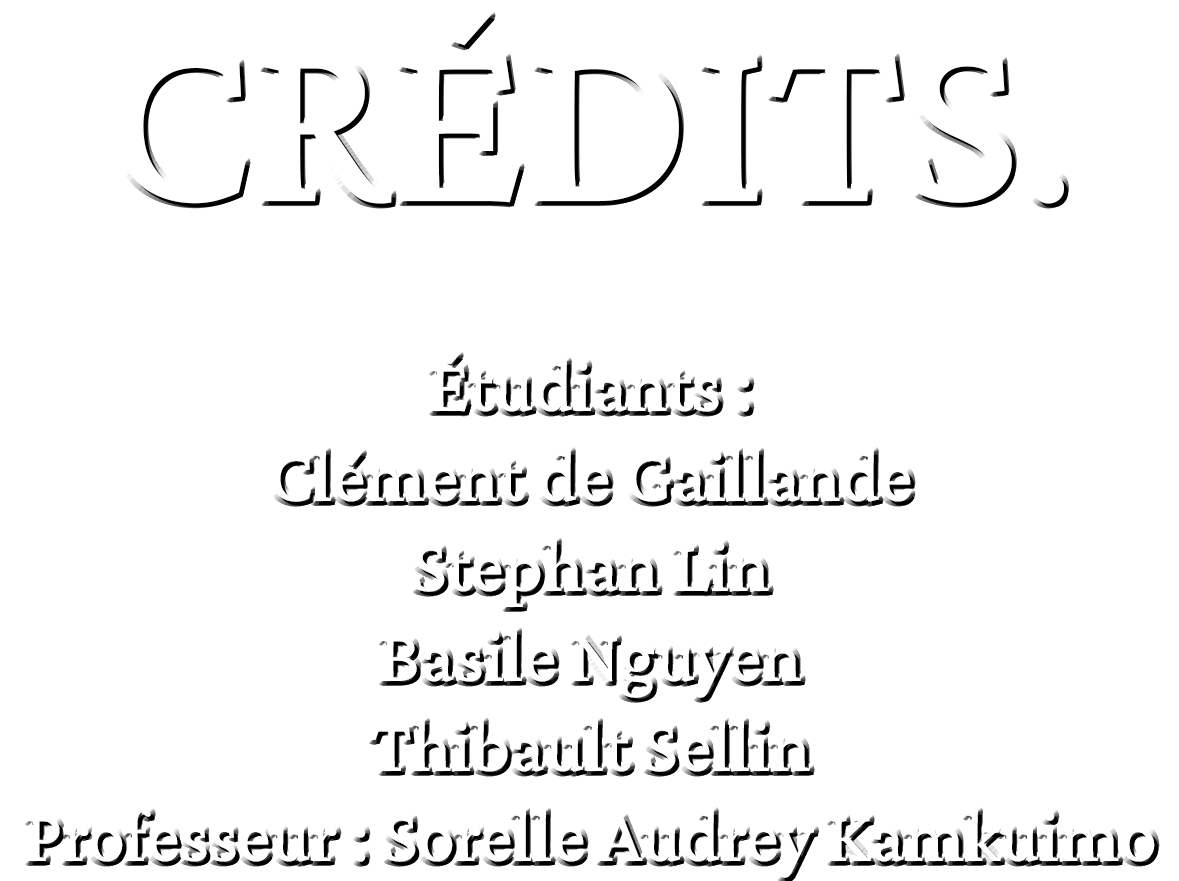 CRÉDITS.
Étudiants :
Clément de Gaillande
Stephan Lin
Basile Nguyen
Thibault Sellin
Professeur : Sorelle Audrey Kamkuimo